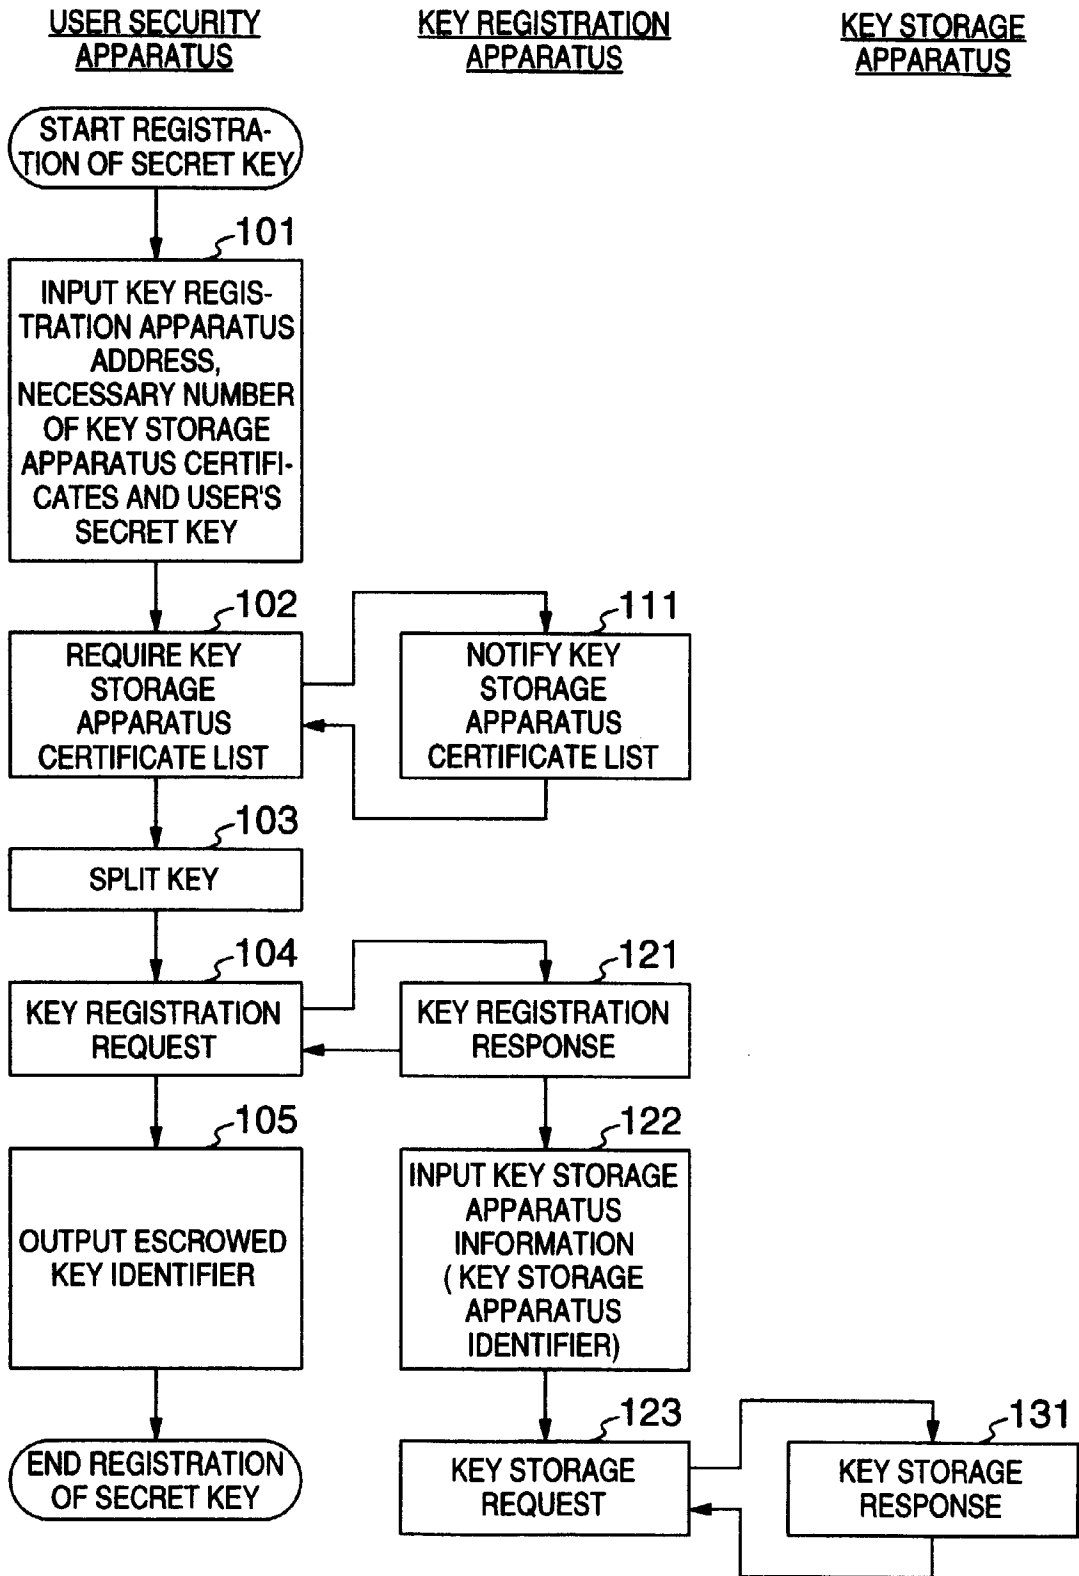 USER SECURITY
APPARATUS
KEY REGISTRATION
APPARATUS
KEY STORAGE
APPARATUS
START REGISTRA-
TION OF SECRET KEY
101
INPUT KEY REGIS-
TRATION APPARATUS
ADDRESS,
NECESSARY NUMBER
OF KEY STORAGE
APPARATUS CERTIFI-
CATES AND USER'S
SECRET KEY
102
REQUIRE KEY
STORAGE
APPARATUS
CERTIFICATE LIST
111
NOTIFY KEY
STORAGE
APPARATUS
CERTIFICATE LIST
103
SPLIT KEY
104
KEY REGISTRATION
REQUEST
121
KEY REGISTRATION
RESPONSE
105
OUTPUT ESCROWED
KEY IDENTIFIER
122
INPUT KEY STORAGE
APPARATUS
INFORMATION
( KEY STORAGE
APPARATUS
IDENTIFIER)
END REGISTRATION
OF SECRET KEY
123
KEY STORAGE
REQUEST
131
KEY STORAGE
RESPONSE